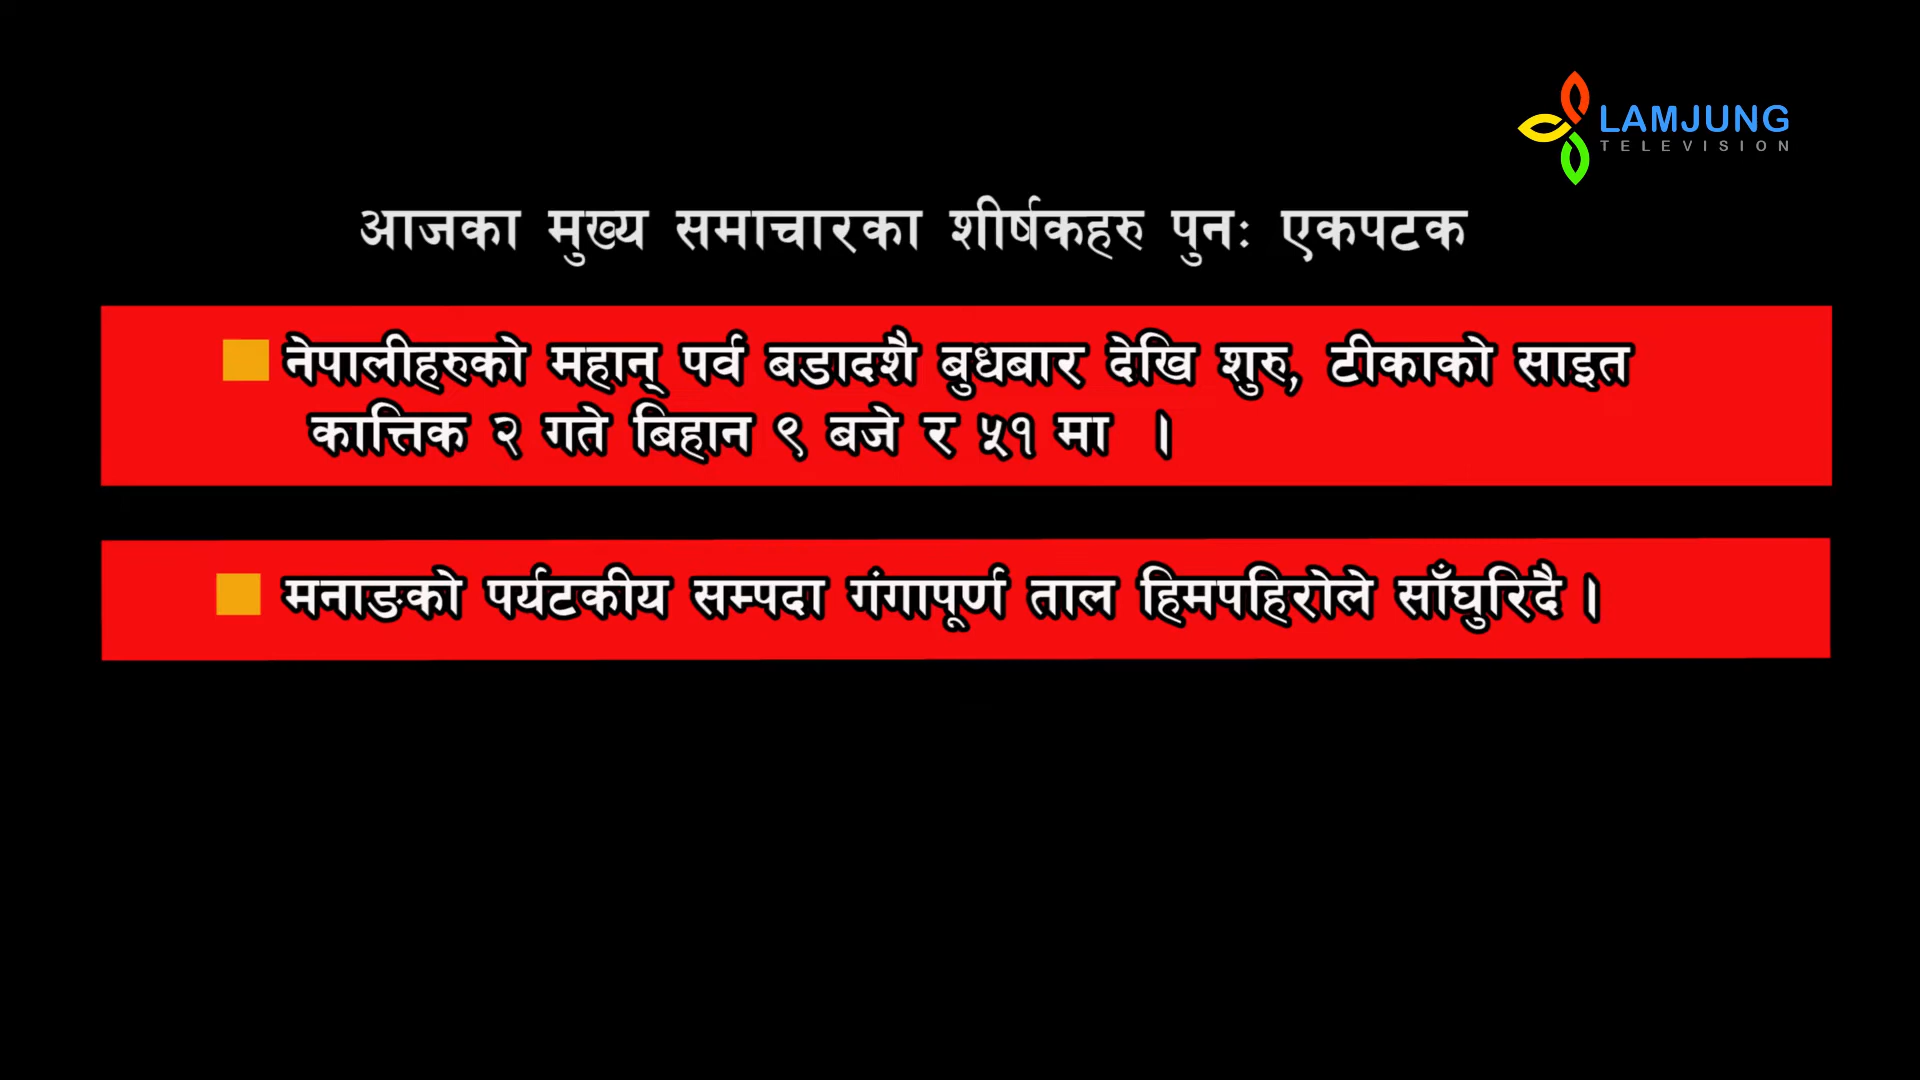 LAMJUNG
TELEVISION
आजका मुख्य समाचारका शीर्षकहरु पुनः एकपटक
नेपालीहरुको महान् पर्व बडादशै बुधबार देखि शुरु, टीकाको साइत
कात्तिक २ गते बिहान ९ बजे र ५१ मा ।
मनाङको पर्यटकीय सम्पदा गंगापूर्ण ताल हिमपहिरोले साँघुरिदै ।